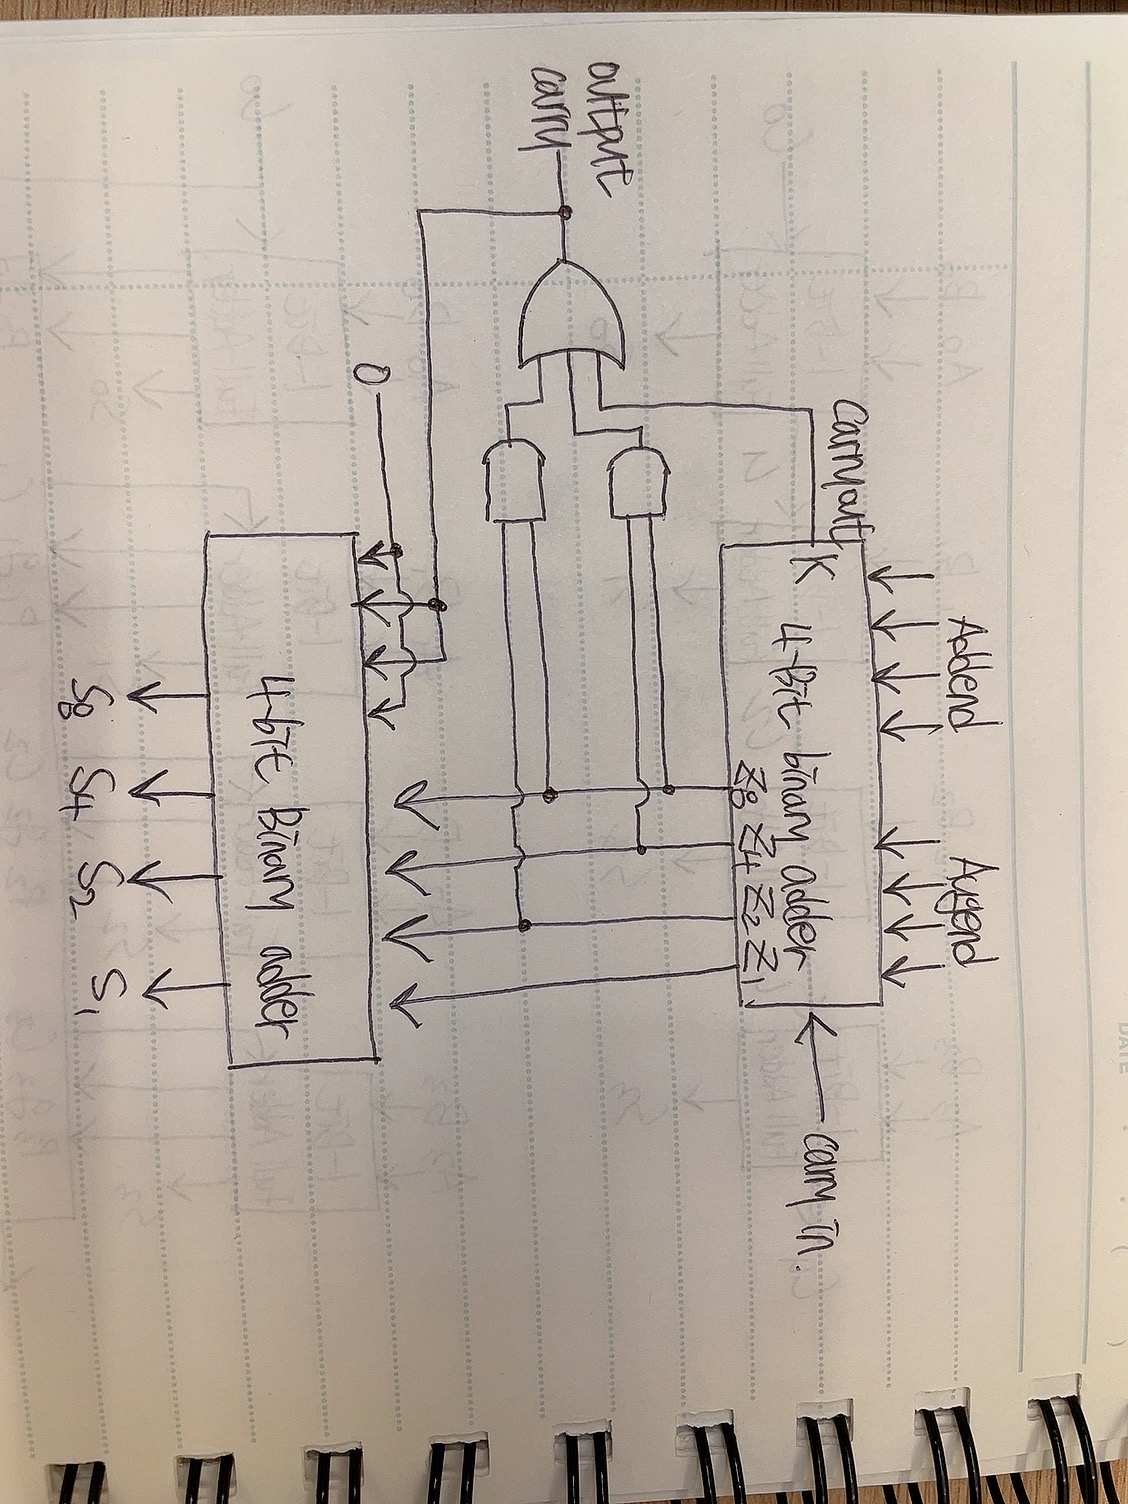 Addend
Augend
carryout
K
4-Bit binary adder
carry in.
Z8 Z4 Z2 Z1
output
carry
0
4-bit Binary adder
S8 S4 S2 S1
DATE